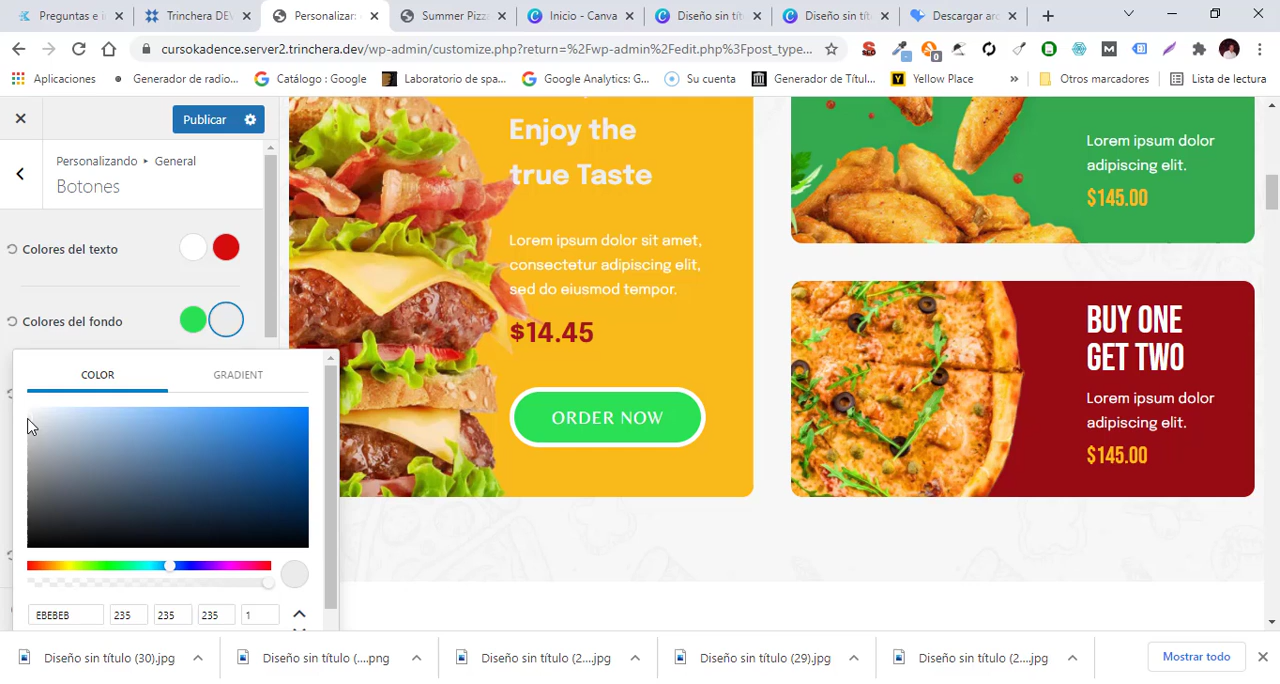 Preguntas e i
Trinchera DEV
Personalizar: c
Summer Pizza
Inicio - Canva
Diseño sin tít
Diseño sin títe
Descargar arc
cursokadence.server2.trinchera.dev/wp-admin/customize.php?return=%2Fwp-admin%2Fedit.php%3Fpost_type...
Aplicaciones
Generador de radio...
Catálogo : Google
Laboratorio de spa...
Google Analytics: G...
Su cuenta
Generador de Títul...
Yellow Place
»
Otros marcadores
Lista de lectura
Publicar
Personalizando ▸ General
Botones
Colores del texto
Colores del fondo
COLOR
GRADIENT
EBEBEB
235
235
235
1
Enjoy the
true Taste
Lorem ipsum dolor sit amet,
consectetur adipiscing elit,
sed do eiusmod tempor.
$14.45
ORDER NOW
Lorem ipsum dolor
adipiscing elit.
$145.00
BUY ONE
GET TWO
Lorem ipsum dolor
adipiscing elit.
$145.00
Diseño sin título (30).jpg
Diseño sin título (....png
Diseño sin título (2....jpg
Diseño sin título (29).jpg
Diseño sin título (2....jpg
Mostrar todo